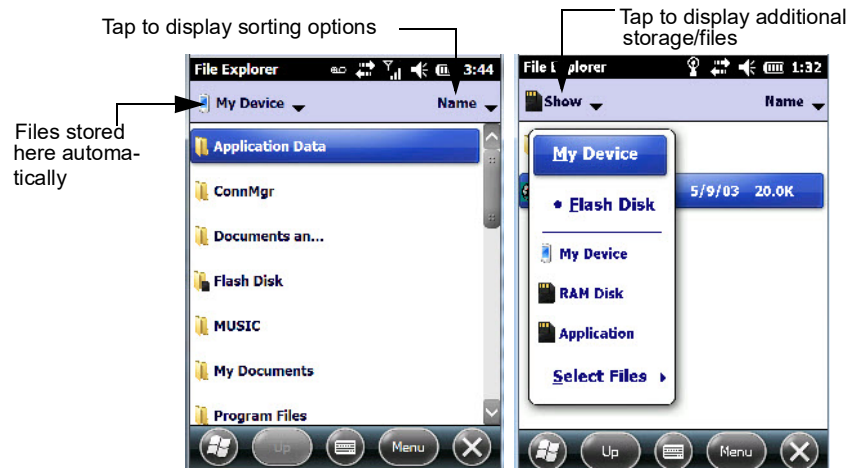 Tap to display sorting options
Tap to display additional
storage/files
Files stored
here automa-
tically
File Explorer 3:44
My Device Name
Application Data
ConnMgr
Documents an...
Flash Disk
MUSIC
My Documents
Program Files
Up Menu
File Explorer 1:32
Show Name
My Device
• Flash Disk
5/9/03 20.0K
My Device
RAM Disk
Application
Select Files
Up Menu